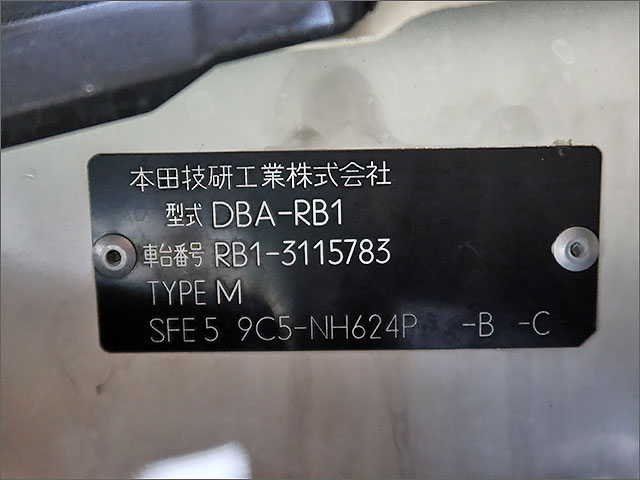 本田技研工業株式会社
型式 DBA-RB1
車台番号 RB1-3115783
TYPE M
SFE 5 9C5-NH624P -B -C